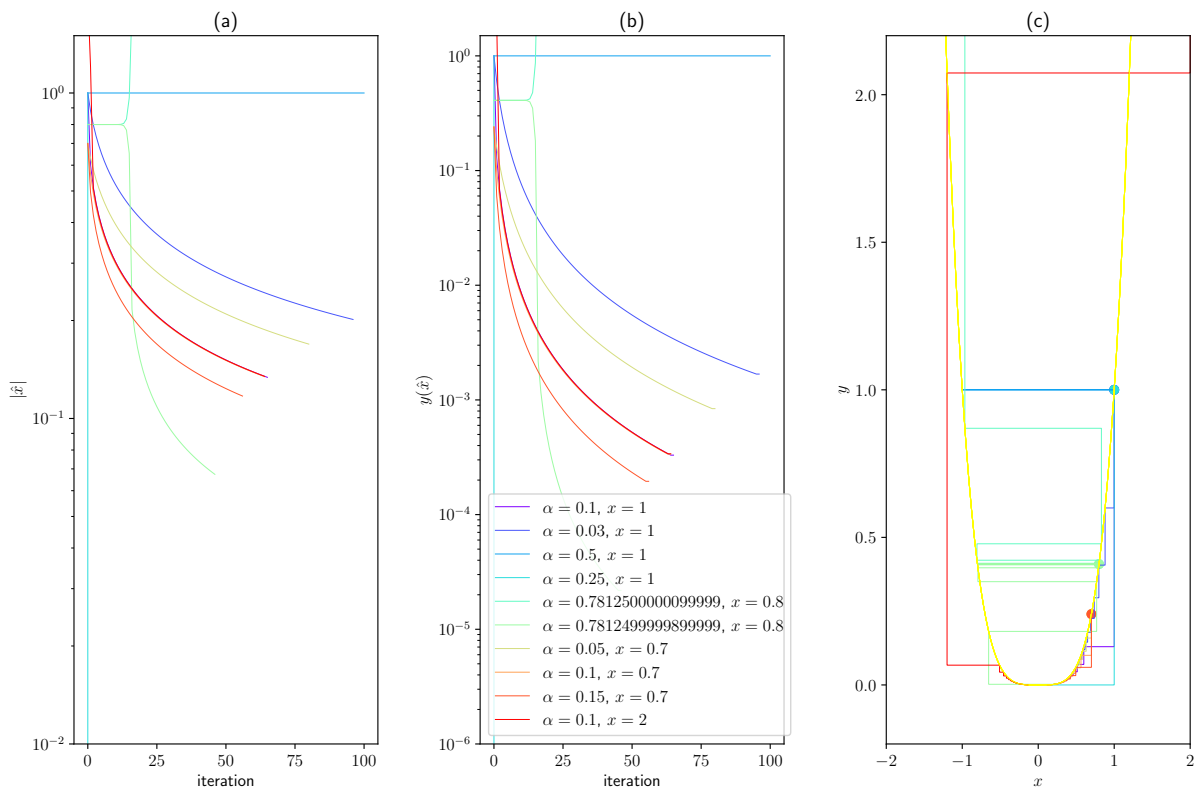 (a)
10⁰
10⁻¹
10⁻²
|x̂|
0 25 50 75 100
iteration
(b)
10⁰
10⁻¹
10⁻²
10⁻³
10⁻⁴
10⁻⁵
10⁻⁶
y(x̂)
α = 0.1, x = 1
α = 0.03, x = 1
α = 0.5, x = 1
α = 0.25, x = 1
α = 0.7812500000099999, x = 0.8
α = 0.7812499999899999, x = 0.8
α = 0.05, x = 0.7
α = 0.1, x = 0.7
α = 0.15, x = 0.7
α = 0.1, x = 2
0 25 50 75 100
iteration
(c)
2.0
1.5
1.0
0.5
0.0
y
−2 −1 0 1 2
x